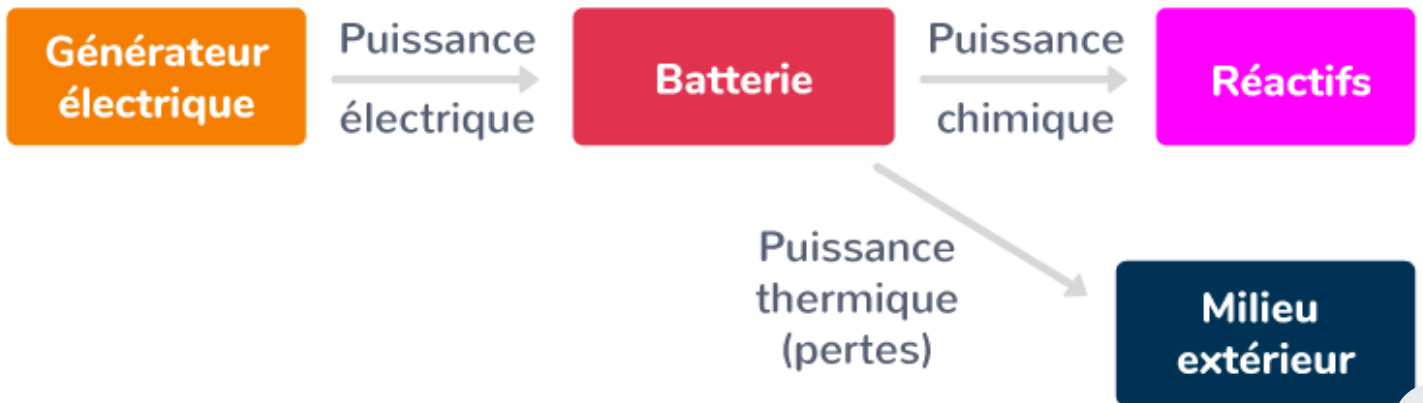 Générateur
électrique
Puissance
électrique
Batterie
Puissance
chimique
Réactifs
Puissance
thermique
(pertes)
Milieu
extérieur